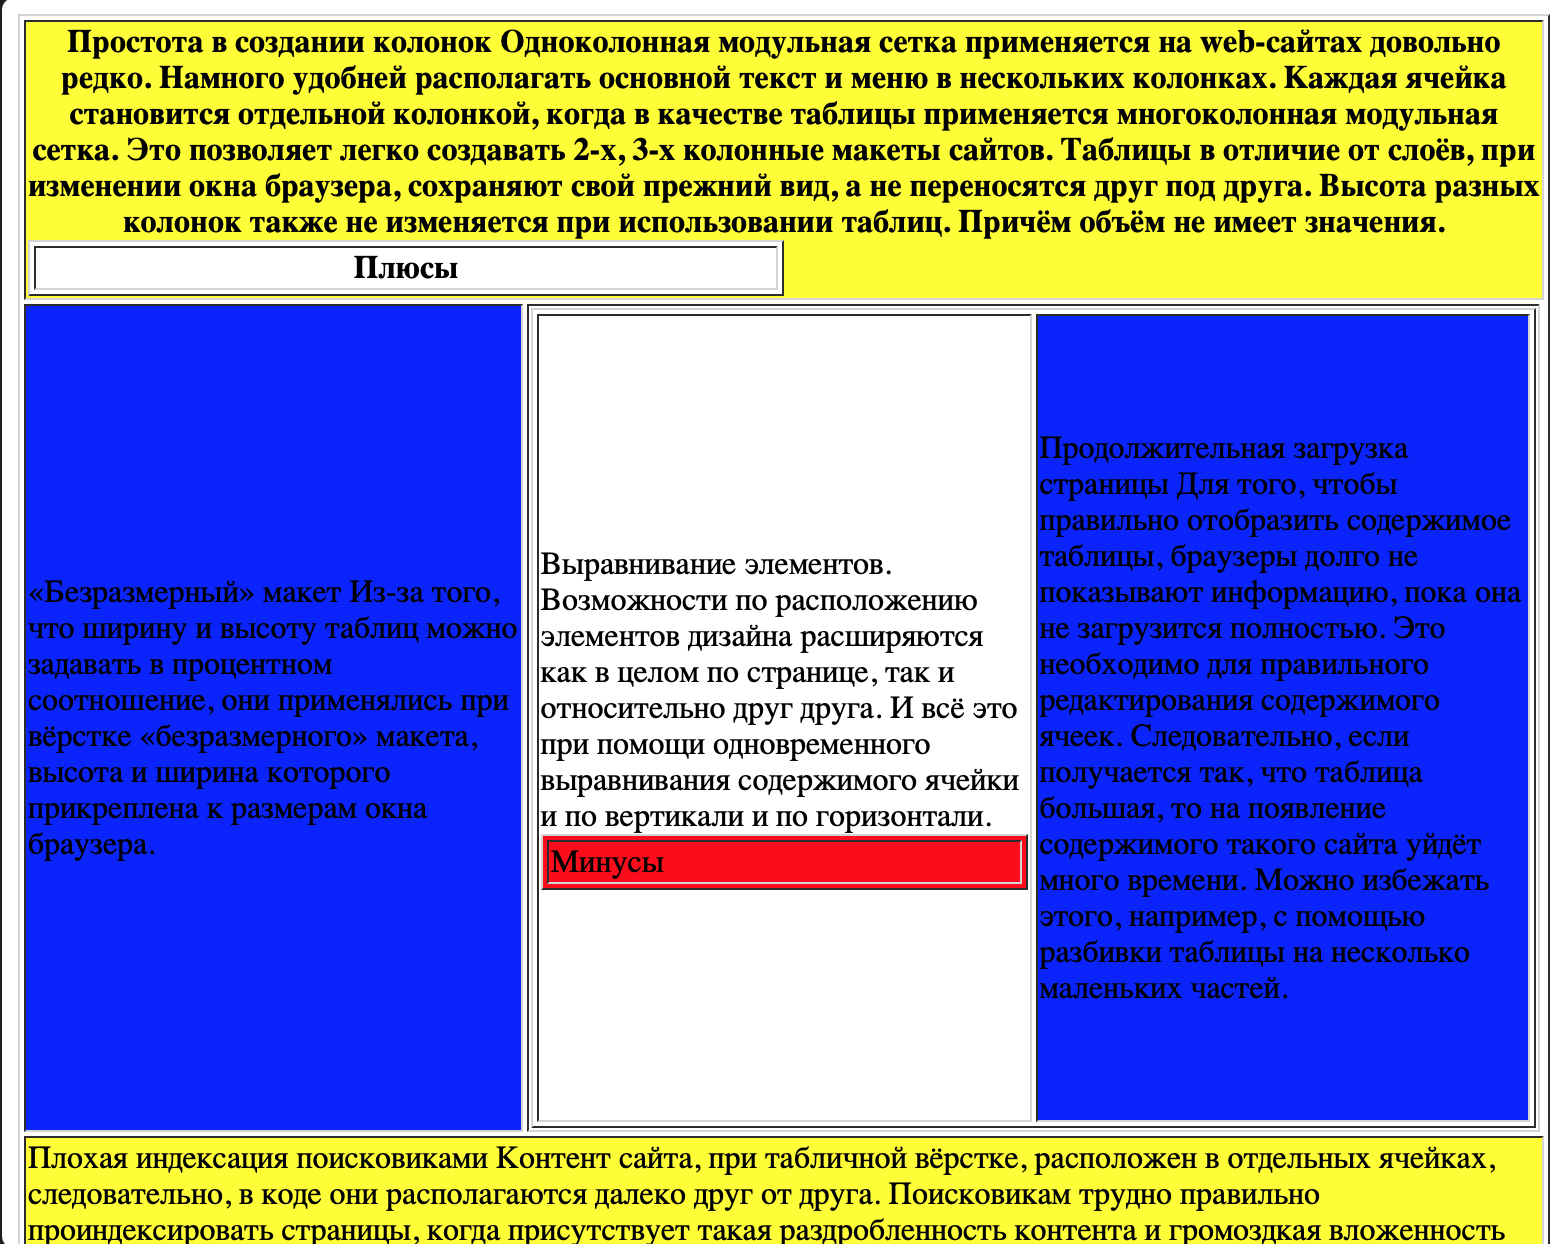 Простота в создании колонок Одноколонная модульная сетка применяется на web-сайтах довольно
редко. Намного удобней располагать основной текст и меню в нескольких колонках. Каждая ячейка
становится отдельной колонкой, когда в качестве таблицы применяется многоколонная модульная
сетка. Это позволяет легко создавать 2-х, 3-х колонные макеты сайтов. Таблицы в отличие от слоёв, при
изменении окна браузера, сохраняют свой прежний вид, а не переносятся друг под друга. Высота разных
колонок также не изменяется при использовании таблиц. Причём объём не имеет значения.
Плюсы
«Безразмерный» макет Из-за того,
что ширину и высоту таблиц можно
задавать в процентном
соотношение, они применялись при
вёрстке «безразмерного» макета,
высота и ширина которого
прикреплена к размерам окна
браузера.
Выравнивание элементов.
Возможности по расположению
элементов дизайна расширяются
как в целом по странице, так и
относительно друг друга. И всё это
при помощи одновременного
выравнивания содержимого ячейки
и по вертикали и по горизонтали.
Минусы
Продолжительная загрузка
страницы Для того, чтобы
правильно отобразить содержимое
таблицы, браузеры долго не
показывают информацию, пока она
не загрузится полностью. Это
необходимо для правильного
редактирования содержимого
ячеек. Следовательно, если
получается так, что таблица
большая, то на появление
содержимого такого сайта уйдёт
много времени. Можно избежать
этого, например, с помощью
разбивки таблицы на несколько
маленьких частей.
Плохая индексация поисковиками Контент сайта, при табличной вёрстке, расположен в отдельных ячейках,
следовательно, в коде они располагаются далеко друг от друга. Поисковикам трудно правильно
проиндексировать страницы, когда присутствует такая раздробленность контента и громоздкая вложенность